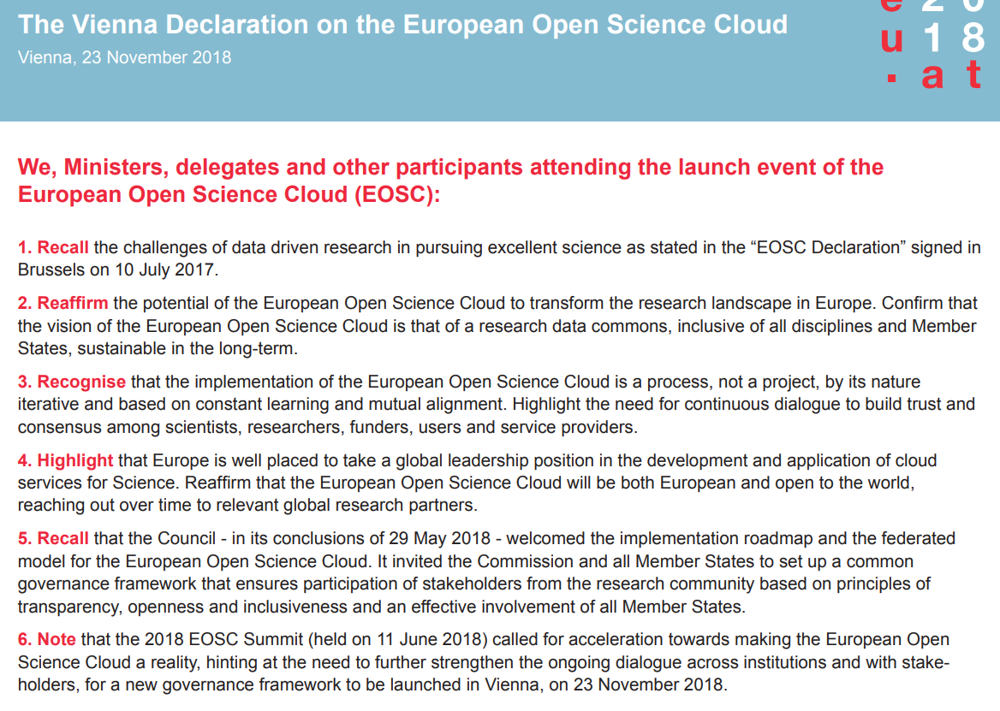 The Vienna Declaration on the European Open Science Cloud
Vienna, 23 November 2018
e 2 0
u 1 8
. a t
We, Ministers, delegates and other participants attending the launch event of the
European Open Science Cloud (EOSC):
1. Recall the challenges of data driven research in pursuing excellent science as stated in the “EOSC Declaration” signed in
Brussels on 10 July 2017.
2. Reaffirm the potential of the European Open Science Cloud to transform the research landscape in Europe. Confirm that
the vision of the European Open Science Cloud is that of a research data commons, inclusive of all disciplines and Member
States, sustainable in the long-term.
3. Recognise that the implementation of the European Open Science Cloud is a process, not a project, by its nature
iterative and based on constant learning and mutual alignment. Highlight the need for continuous dialogue to build trust and
consensus among scientists, researchers, funders, users and service providers.
4. Highlight that Europe is well placed to take a global leadership position in the development and application of cloud
services for Science. Reaffirm that the European Open Science Cloud will be both European and open to the world,
reaching out over time to relevant global research partners.
5. Recall that the Council - in its conclusions of 29 May 2018 - welcomed the implementation roadmap and the federated
model for the European Open Science Cloud. It invited the Commission and all Member States to set up a common
governance framework that ensures participation of stakeholders from the research community based on principles of
transparency, openness and inclusiveness and an effective involvement of all Member States.
6. Note that the 2018 EOSC Summit (held on 11 June 2018) called for acceleration towards making the European Open
Science Cloud a reality, hinting at the need to further strengthen the ongoing dialogue across institutions and with stake-
holders, for a new governance framework to be launched in Vienna, on 23 November 2018.